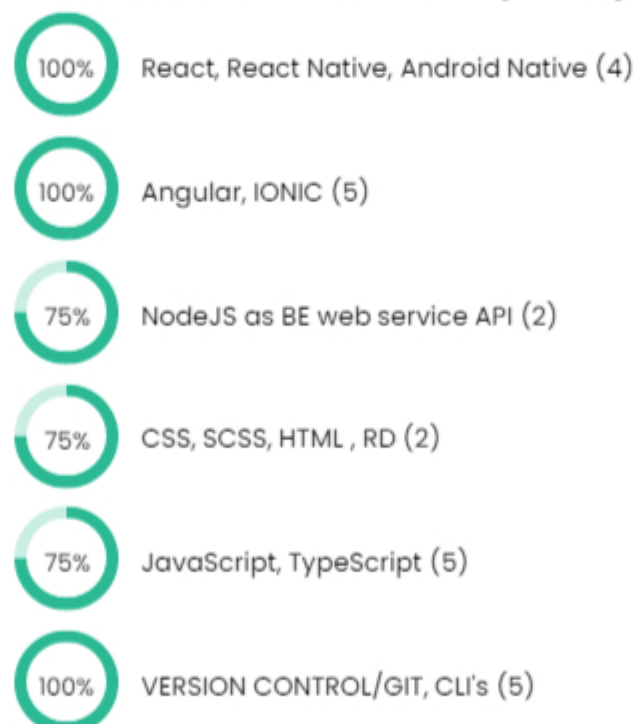 100% React, React Native, Android Native (4)
100% Angular, IONIC (5)
75% NodeJS as BE web service API (2)
75% CSS, SCSS, HTML , RD (2)
75% JavaScript, TypeScript (5)
100% VERSION CONTROL/GIT, CLI's (5)